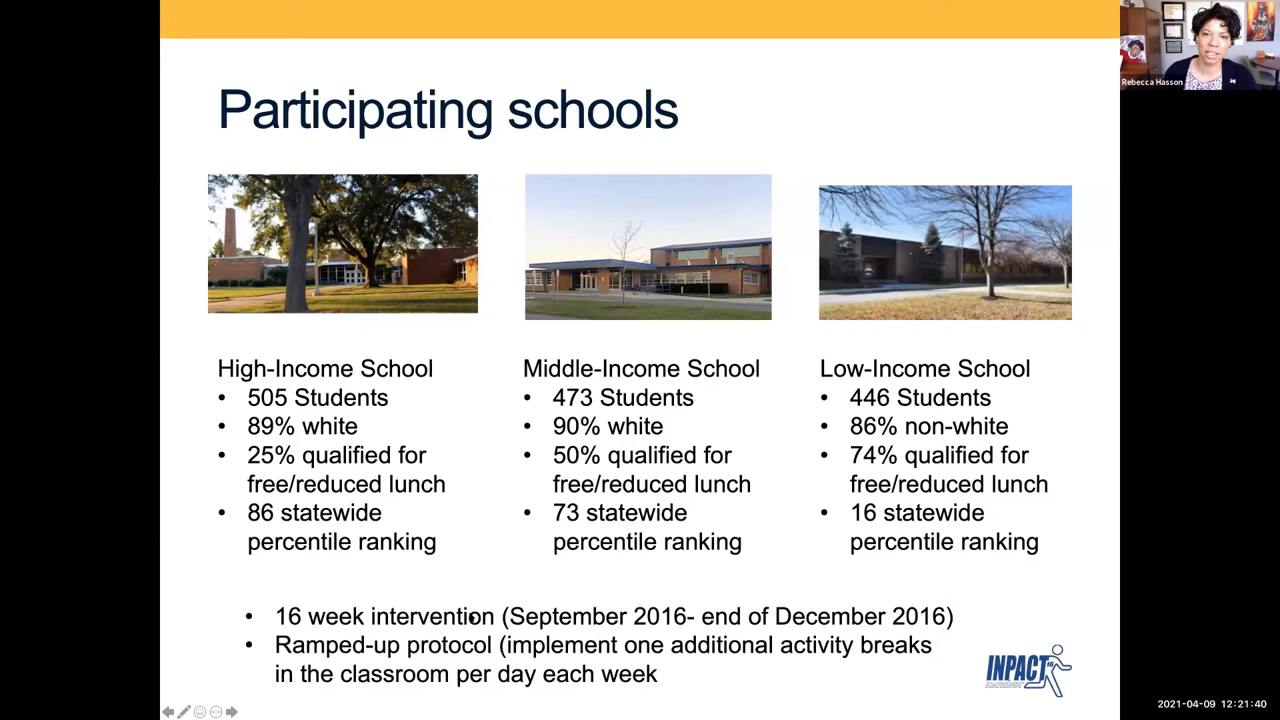 Participating schools
Rebecca Hasson
High-Income School
• 505 Students
• 89% white
• 25% qualified for
free/reduced lunch
• 86 statewide
percentile ranking
Middle-Income School
• 473 Students
• 90% white
• 50% qualified for
free/reduced lunch
• 73 statewide
percentile ranking
Low-Income School
• 446 Students
• 86% non-white
• 74% qualified for
free/reduced lunch
• 16 statewide
percentile ranking
• 16 week intervention (September 2016- end of December 2016)
• Ramped-up protocol (implement one additional activity breaks
in the classroom per day each week
INPACT
2021-04-09 12:21:40